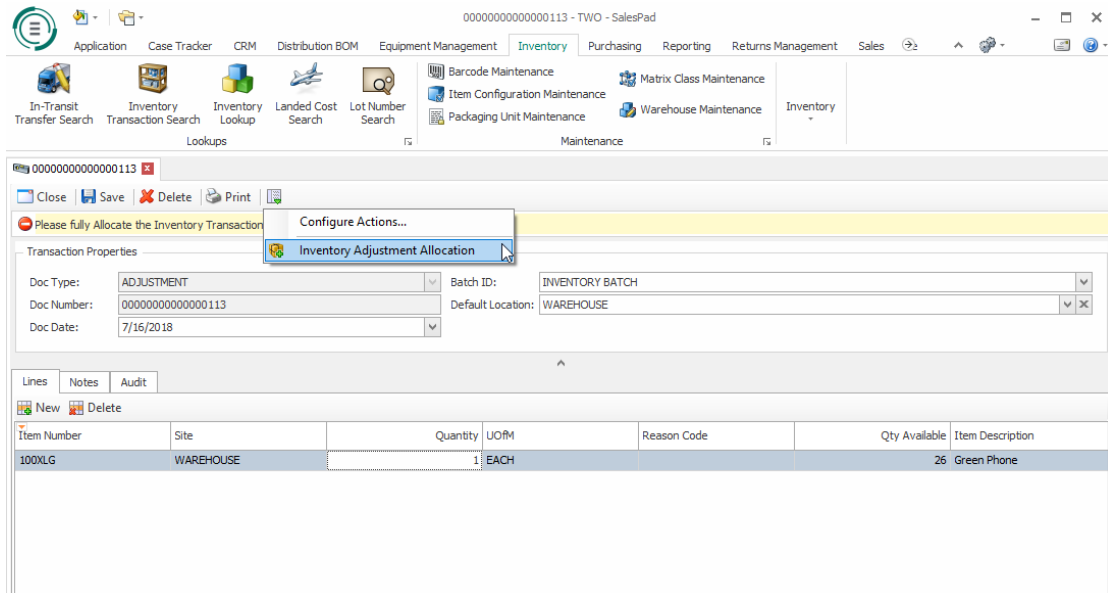 00000000000000113 - TWO - SalesPad
Application Case Tracker CRM Distribution BOM Equipment Management Inventory Purchasing Reporting Returns Management Sales
In-Transit Transfer Search
Inventory Transaction Search
Inventory Lookup
Landed Cost Search
Lot Number Search
Lookups
Barcode Maintenance
Item Configuration Maintenance
Packaging Unit Maintenance
Matrix Class Maintenance
Warehouse Maintenance
Maintenance
Inventory
00000000000000113
Close Save Delete Print
Please fully Allocate the Inventory Transaction
Configure Actions...
Inventory Adjustment Allocation
Transaction Properties
Doc Type: ADJUSTMENT
Batch ID: INVENTORY BATCH
Doc Number: 00000000000000113
Default Location: WAREHOUSE
Doc Date: 7/16/2018
Lines Notes Audit
New Delete
Item Number Site Quantity UOfM Reason Code Qty Available Item Description
100XLG WAREHOUSE 1 EACH 26 Green Phone